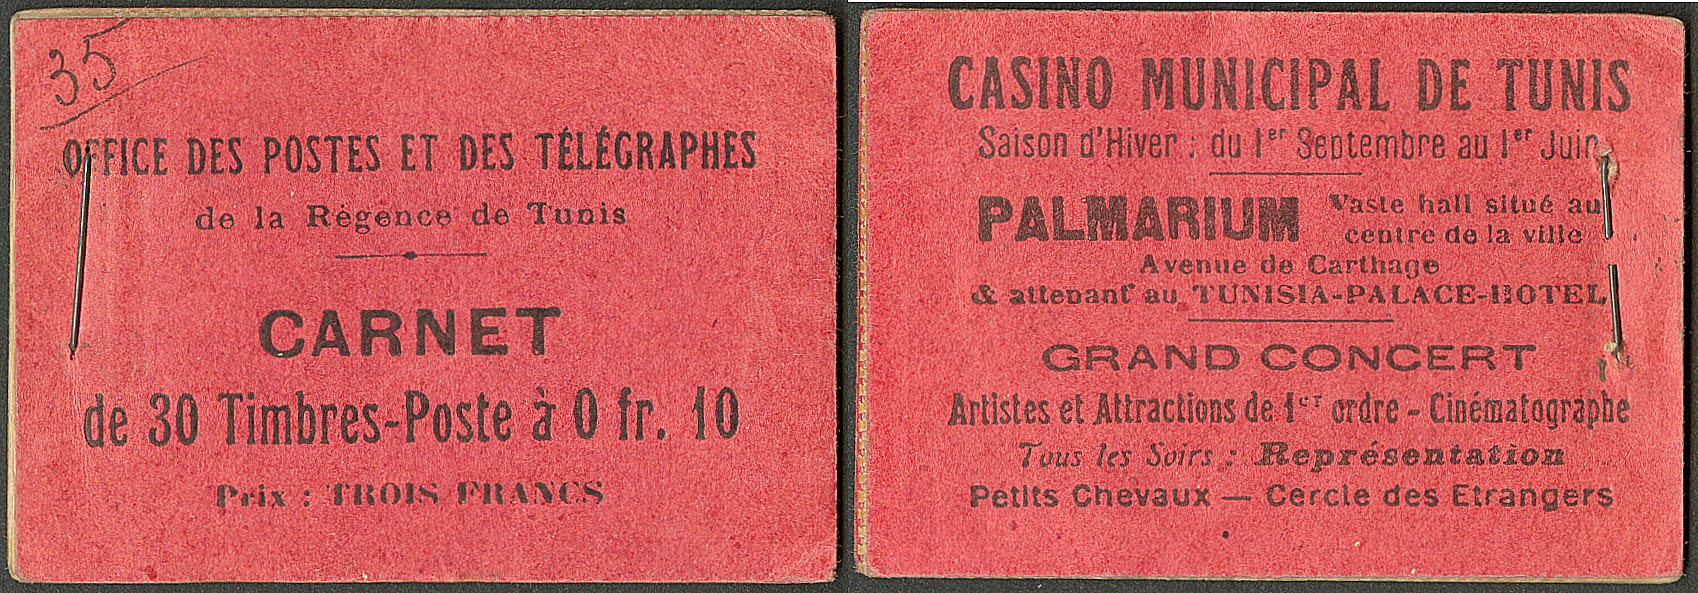 35
OFFICE DES POSTES ET DES TÉLÉGRAPHES
de la Régence de Tunis
CARNET
de 30 Timbres-Poste à 0 fr. 10
Prix : TROIS FRANCS
CASINO MUNICIPAL DE TUNIS
Saison d'Hiver : du 1er Septembre au 1er Juin
PALMARIUM Vaste hall situé au
centre de la ville
Avenue de Carthage
& attenant au TUNISIA-PALACE-HOTEL
GRAND CONCERT
Artistes et Attractions de 1er ordre - Cinématographe
Tous les Soirs : Représentation
Petits Chevaux — Cercle des Etrangers